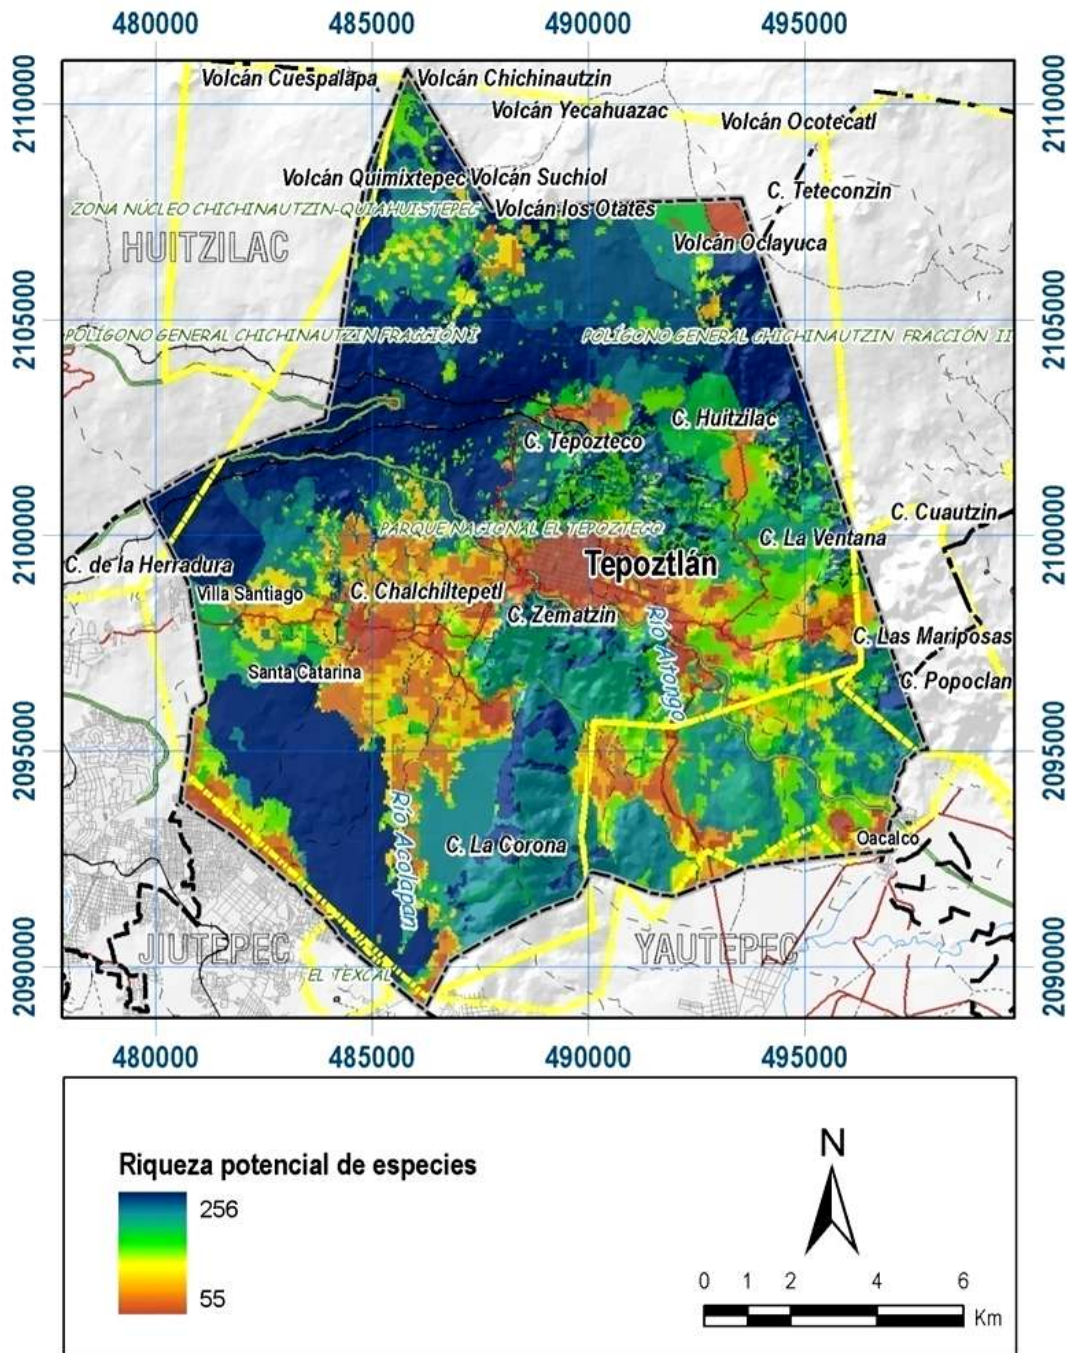 480000 485000 490000 495000
2110000 2110000
Volcán Cuespalapa Volcán Chichinautzin
Volcán Yecahuazac
Volcán Ocotecatl
Volcán Quimixtepec Volcán Suchiol
C. Teteconzin
ZONA NÚCLEO CHICHINAUTZIN-QUIAHUISTEPEC
Volcán los Otates
HUITZILAC
Volcán Oclayuca
2105000 2105000
POLÍGONO GENERAL CHICHINAUTZIN FRACCIÓN I
POLÍGONO GENERAL CHICHINAUTZIN FRACCIÓN II
C. Huitzilac
C. Tepozteco
C. Cuautzin
2100000 2100000
PARQUE NACIONAL EL TEPOZTECO
C. La Ventana
C. de la Herradura
Tepoztlán
Villa Santiago
C. Chalchiltepetl
C. Zematzin
Río Atongo
C. Las Mariposas
Santa Catarina
C. Popoclan
2095000 2095000
Río Acolapan
C. La Corona
Oacalco
JIUTEPEC
YAUTEPEC
EL TEXCAL
2090000 2090000
480000 485000 490000 495000
Riqueza potencial de especies
256
55
N
0 1 2 4 6
Km